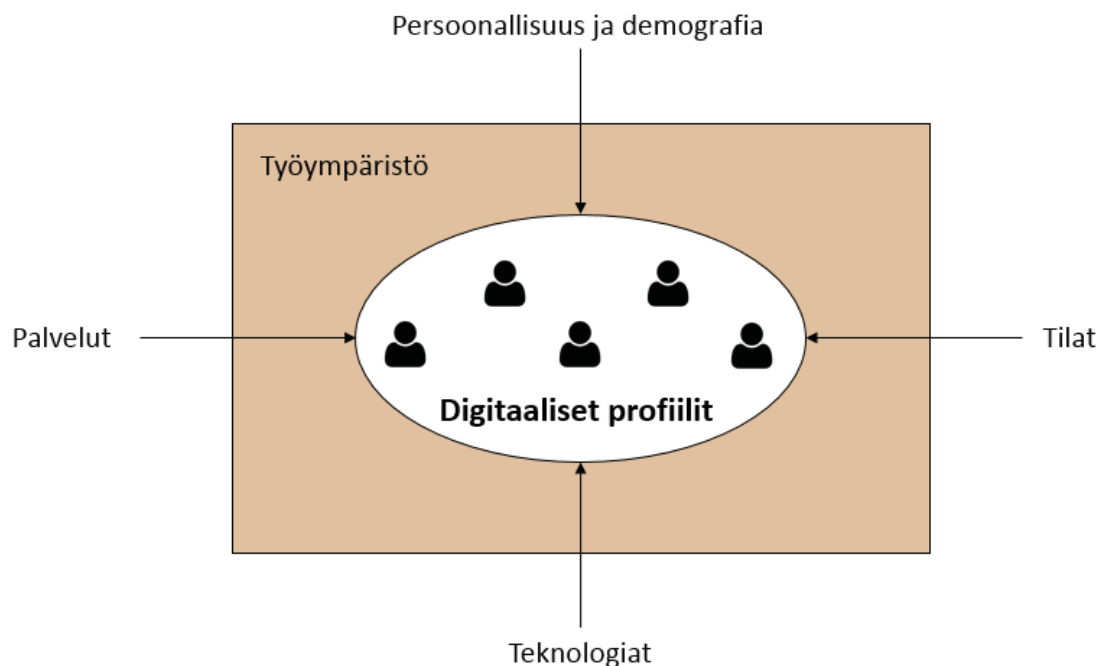 Persoonallisuus ja demografia
Työympäristö
Palvelut
Tilat
Digitaaliset profiilit
Teknologiat